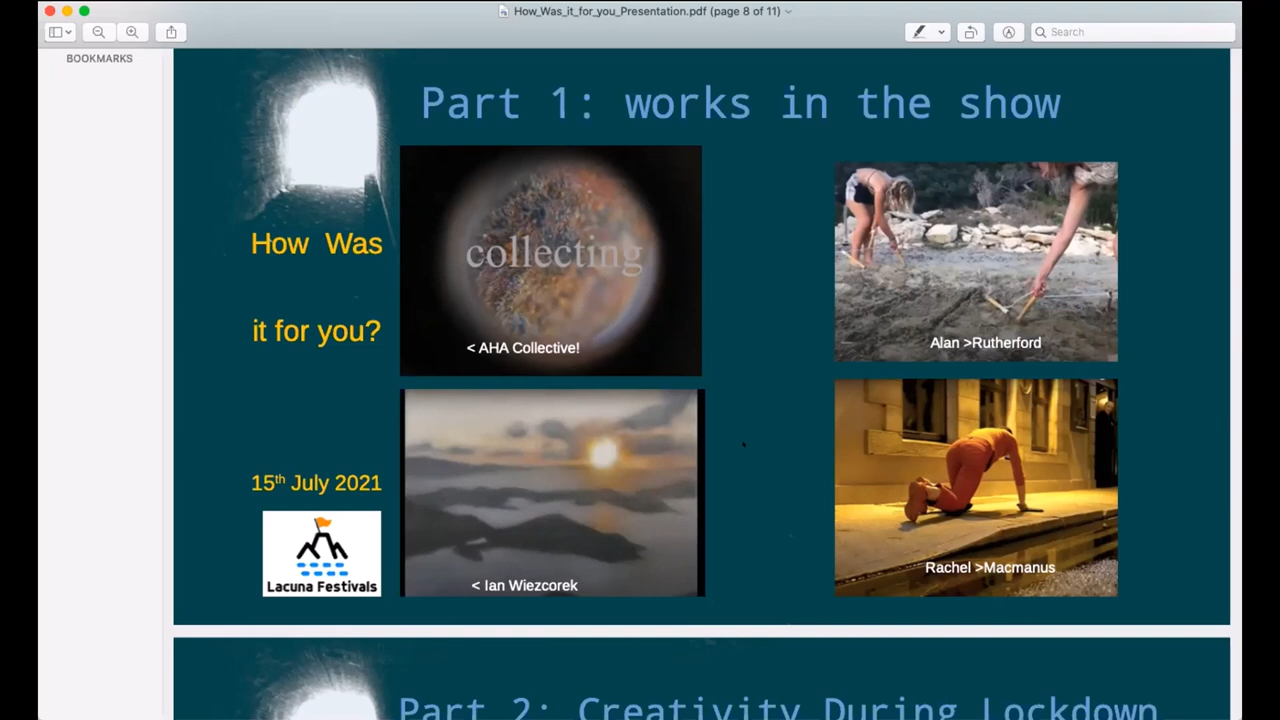 How_Was_it_for_you_Presentation.pdf (page 8 of 11)
Search
BOOKMARKS
Part 1: works in the show
How Was
it for you?
15th July 2021
Lacuna Festivals
collecting
< AHA Collective!
Alan >Rutherford
< Ian Wiezcorek
Rachel >Macmanus
Part 2: Creativity During Lockdown